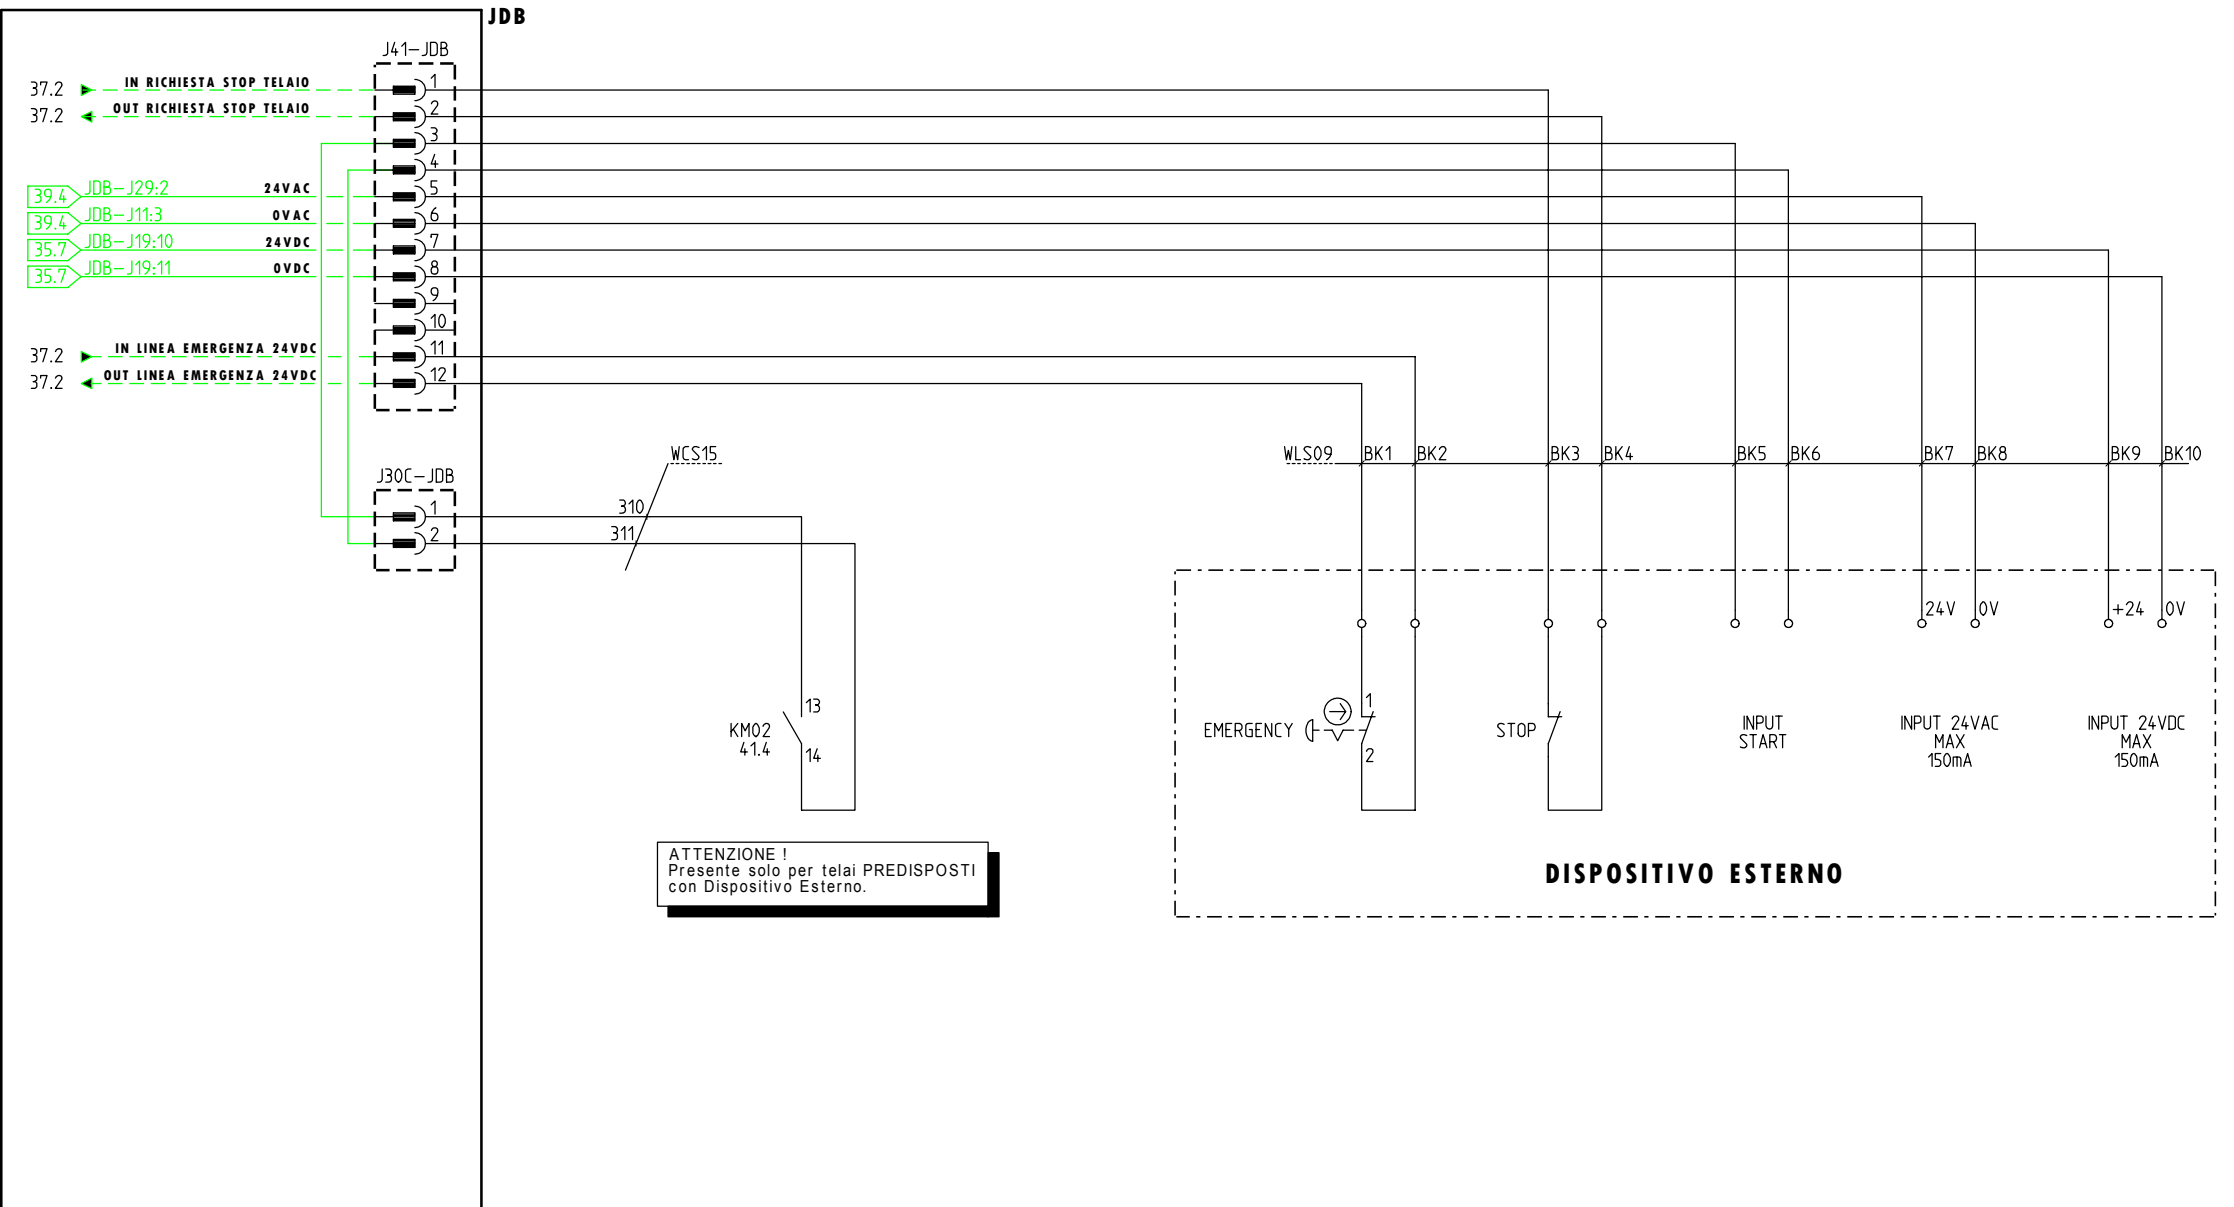 JDB
J41-JDB
37.2 IN RICHIESTA STOP TELAIO 1
37.2 OUT RICHIESTA STOP TELAIO 2
3
4
39.4 JDB-J29:2 24VAC 5
39.4 JDB-J11:3 0VAC 6
35.7 JDB-J19:10 24VDC 7
35.7 JDB-J19:11 0VDC 8
9
10
37.2 IN LINEA EMERGENZA 24VDC 11
37.2 OUT LINEA EMERGENZA 24VDC 12
WCS15
WLS09 BK1 BK2 BK3 BK4 BK5 BK6 BK7 BK8 BK9 BK10
J30C-JDB
310 1
311 2
24V 0V +24 0V
13
KM02
41.4
14
EMERGENCY
1
2
STOP
INPUT
START
INPUT 24VAC
MAX
150mA
INPUT 24VDC
MAX
150mA
ATTENZIONE !
Presente solo per telai PREDISPOSTI
con Dispositivo Esterno.
DISPOSITIVO ESTERNO